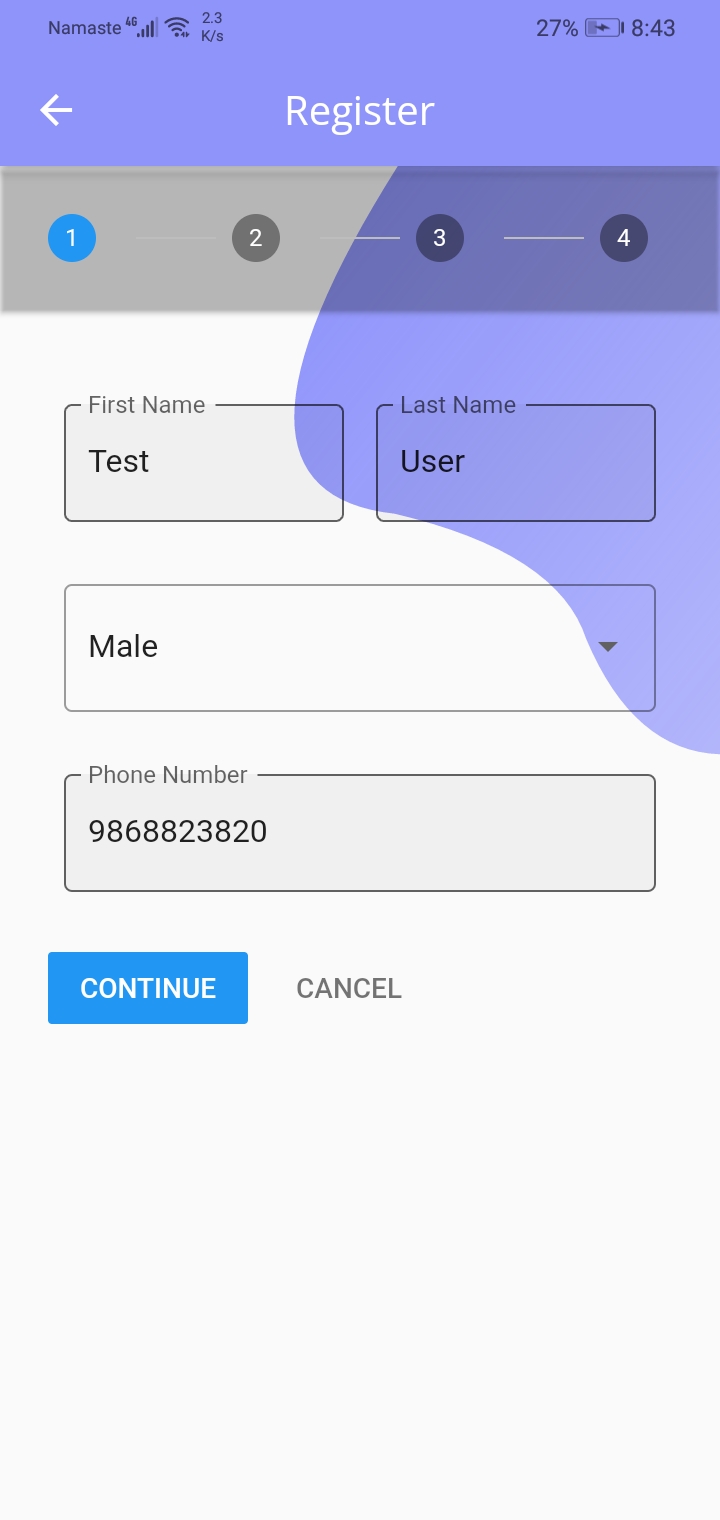 Namaste 4G 2.3 K/s 27% 8:43
Register
1 2 3 4
First Name Last Name
Test User
Male
Phone Number
9868823820
CONTINUE CANCEL